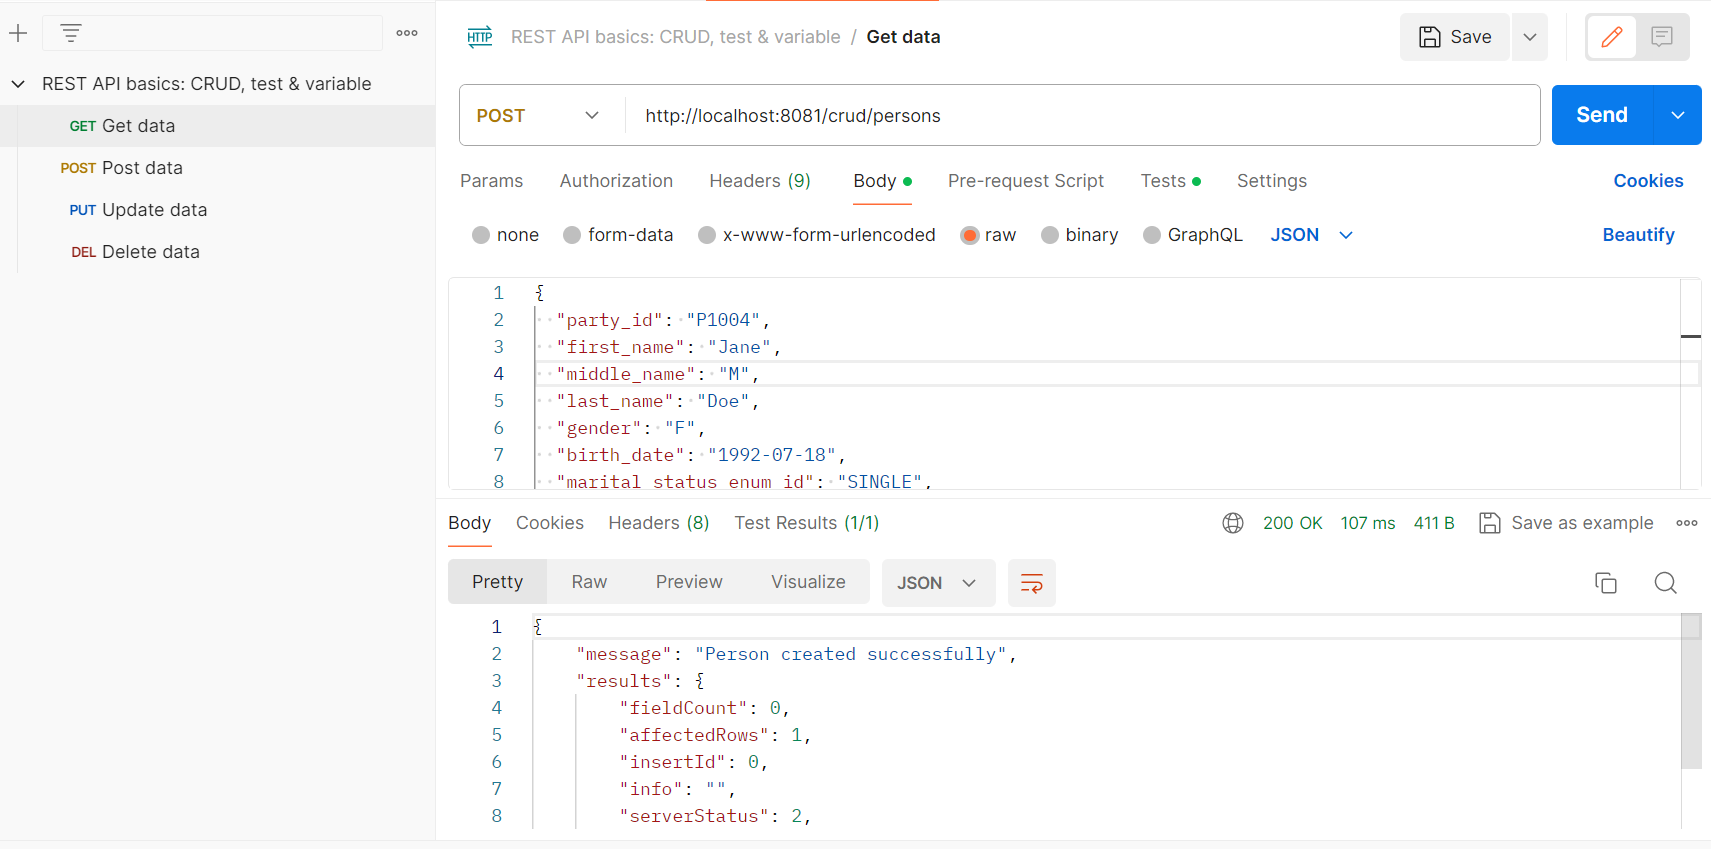 REST API basics: CRUD, test & variable
GET Get data
POST Post data
PUT Update data
DEL Delete data
HTTP REST API basics: CRUD, test & variable / Get data
Save
POST http://localhost:8081/crud/persons
Send
Params Authorization Headers (9) Body Pre-request Script Tests Settings Cookies
none form-data x-www-form-urlencoded raw binary GraphQL JSON Beautify
1 {
2 "party_id": "P1004",
3 "first_name": "Jane",
4 "middle_name": "M",
5 "last_name": "Doe",
6 "gender": "F",
7 "birth_date": "1992-07-18",
8 "marital_status_enum_id": "SINGLE",
Body Cookies Headers (8) Test Results (1/1) 200 OK 107 ms 411 B Save as example
Pretty Raw Preview Visualize JSON
1 {
2 "message": "Person created successfully",
3 "results": {
4 "fieldCount": 0,
5 "affectedRows": 1,
6 "insertId": 0,
7 "info": "",
8 "serverStatus": 2,